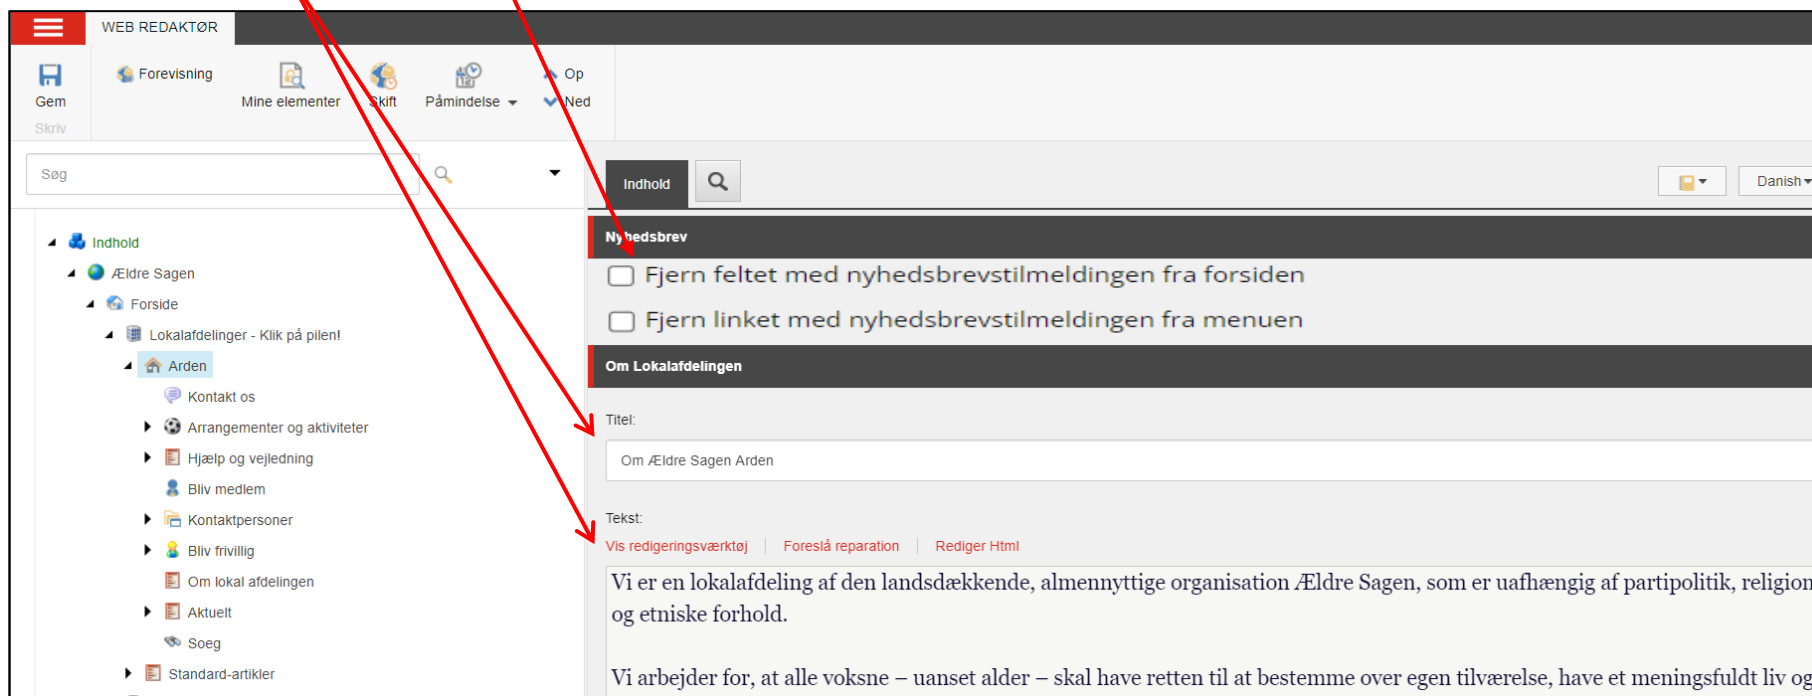 WEB REDAKTØR
Gem
Skriv
Forevisning
Mine elementer
Skift
Påmindelse
Op
Ned
Søg
Indhold
Ældre Sagen
Forside
Lokalafdelinger - Klik på pilen!
Arden
Kontakt os
Arrangementer og aktiviteter
Hjælp og vejledning
Bliv medlem
Kontaktpersoner
Bliv frivillig
Om lokal afdelingen
Aktuelt
Soeg
Standard-artikler
Indhold
Danish
Nyhedsbrev
Fjern feltet med nyhedsbrevstilmeldingen fra forsiden
Fjern linket med nyhedsbrevstilmeldingen fra menuen
Om Lokalafdelingen
Titel:
Om Ældre Sagen Arden
Tekst:
Vis redigeringsværktøj Foreslå reparation Rediger Html
Vi er en lokalafdeling af den landsdækkende, almennyttige organisation Ældre Sagen, som er uafhængig af partipolitik, religion
og etniske forhold.
Vi arbejder for, at alle voksne – uanset alder – skal have retten til at bestemme over egen tilværelse, have et meningsfuldt liv og